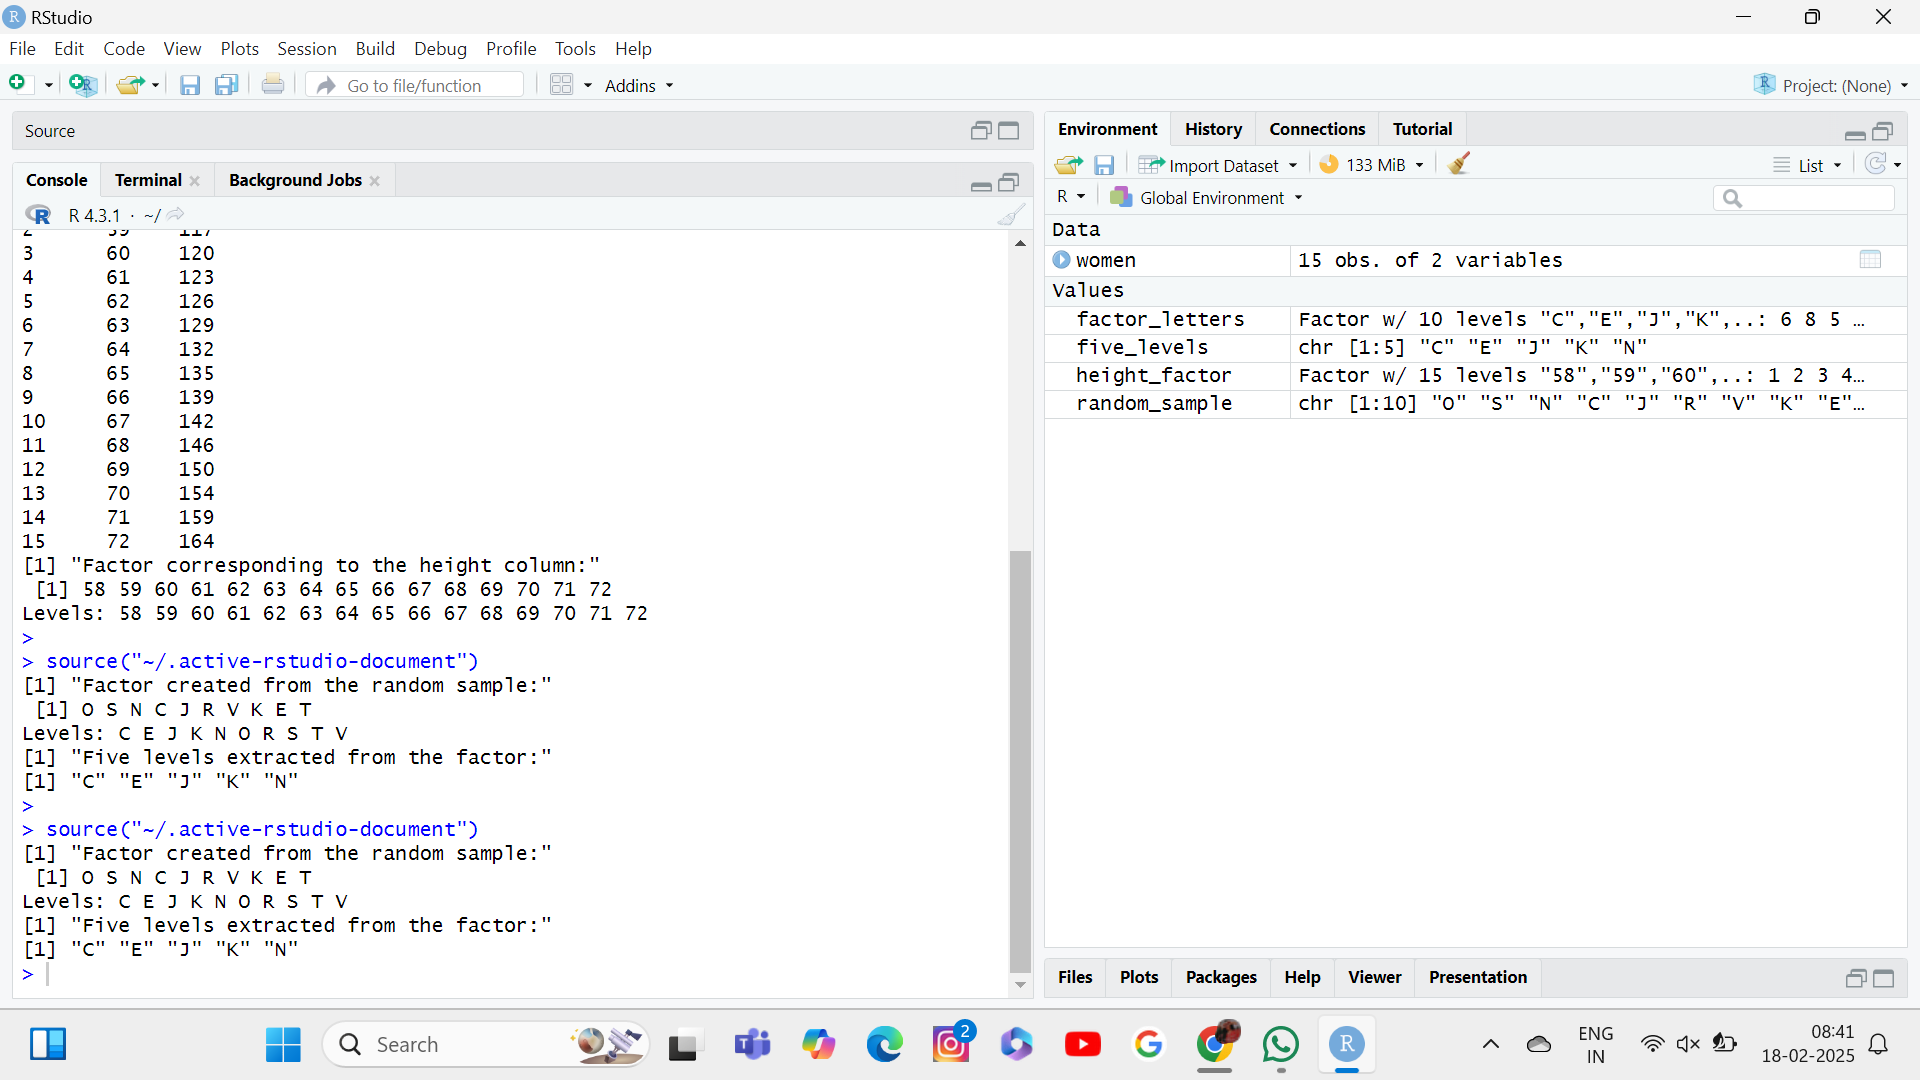 RStudio
File Edit Code View Plots Session Build Debug Profile Tools Help
Go to file/function Addins Project: (None)
Source
Console Terminal Background Jobs
R 4.3.1 · ~/
2 59 117
3 60 120
4 61 123
5 62 126
6 63 129
7 64 132
8 65 135
9 66 139
10 67 142
11 68 146
12 69 150
13 70 154
14 71 159
15 72 164
[1] "Factor corresponding to the height column:"
[1] 58 59 60 61 62 63 64 65 66 67 68 69 70 71 72
Levels: 58 59 60 61 62 63 64 65 66 67 68 69 70 71 72
>
> source("~/.active-rstudio-document")
[1] "Factor created from the random sample:"
[1] O S N C J R V K E T
Levels: C E J K N O R S T V
[1] "Five levels extracted from the factor:"
[1] "C" "E" "J" "K" "N"
>
> source("~/.active-rstudio-document")
[1] "Factor created from the random sample:"
[1] O S N C J R V K E T
Levels: C E J K N O R S T V
[1] "Five levels extracted from the factor:"
[1] "C" "E" "J" "K" "N"
>
Environment History Connections Tutorial
Import Dataset 133 MiB List
R Global Environment
Data
women 15 obs. of 2 variables
Values
factor_letters Factor w/ 10 levels "C","E","J","K",..: 6 8 5 …
five_levels chr [1:5] "C" "E" "J" "K" "N"
height_factor Factor w/ 15 levels "58","59","60",..: 1 2 3 4…
random_sample chr [1:10] "O" "S" "N" "C" "J" "R" "V" "K" "E"…
Files Plots Packages Help Viewer Presentation
Search 2 ENG 08:41
IN 18-02-2025